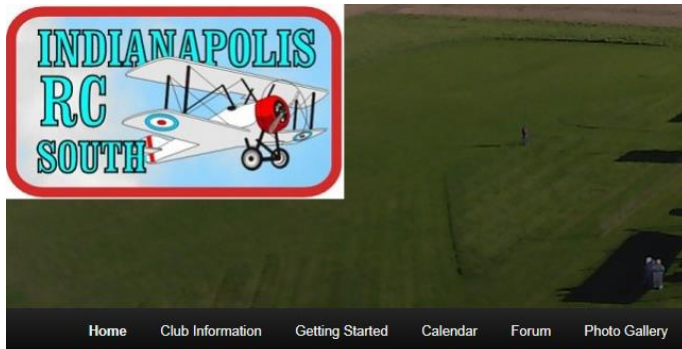 INDIANAPOLIS
RC
SOUTH
Home Club Information Getting Started Calendar Forum Photo Gallery